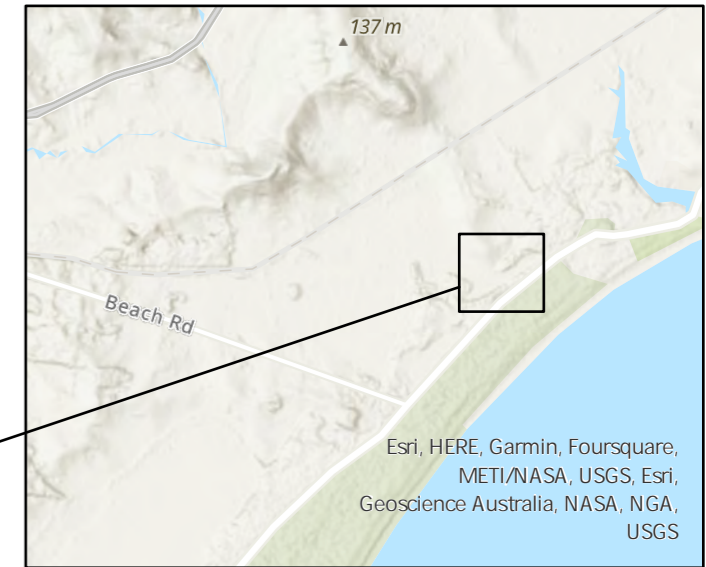 137 m
Beach Rd
Esri, HERE, Garmin, Foursquare,
METI/NASA, USGS, Esri,
Geoscience Australia, NASA, NGA,
USGS